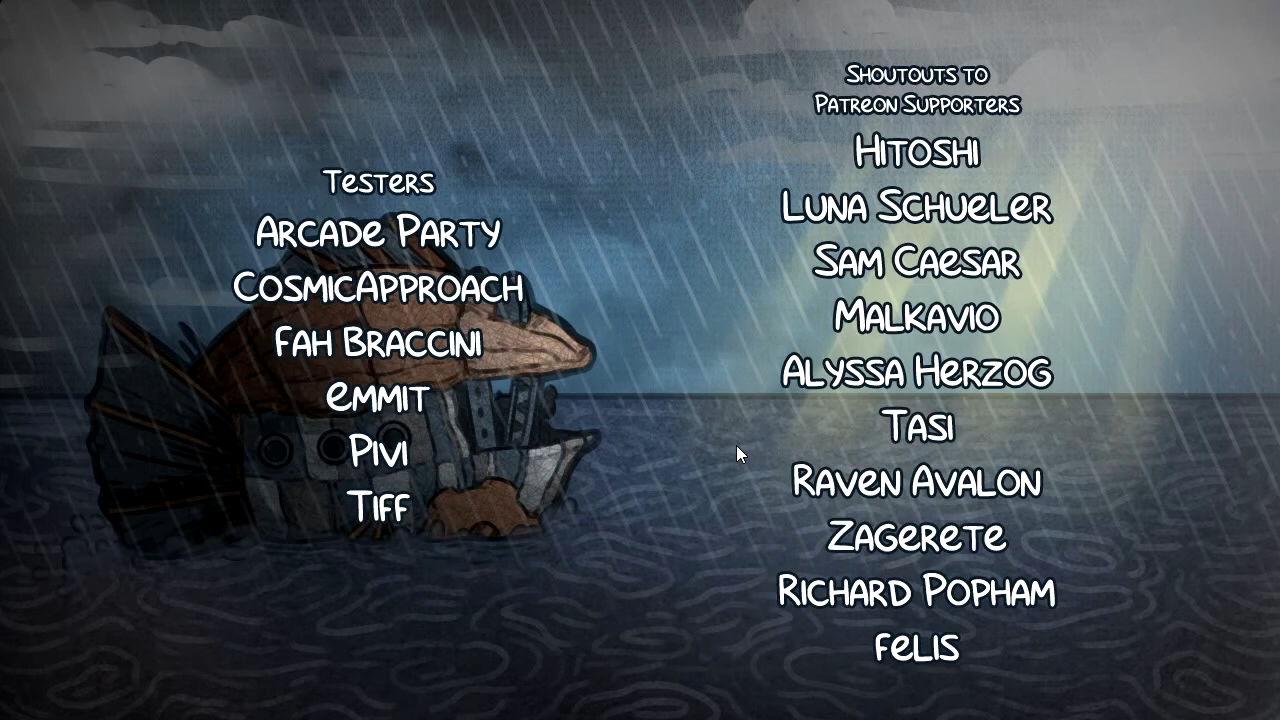 Testers
Arcade Party
CosmicApproach
Fah Braccini
emmit
Pivi
Tiff
Shoutouts to
Patreon Supporters
Hitoshi
Luna Schueler
Sam Caesar
Malkavio
Alyssa Herzog
Tasi
Raven Avalon
Zagerete
Richard Popham
felis